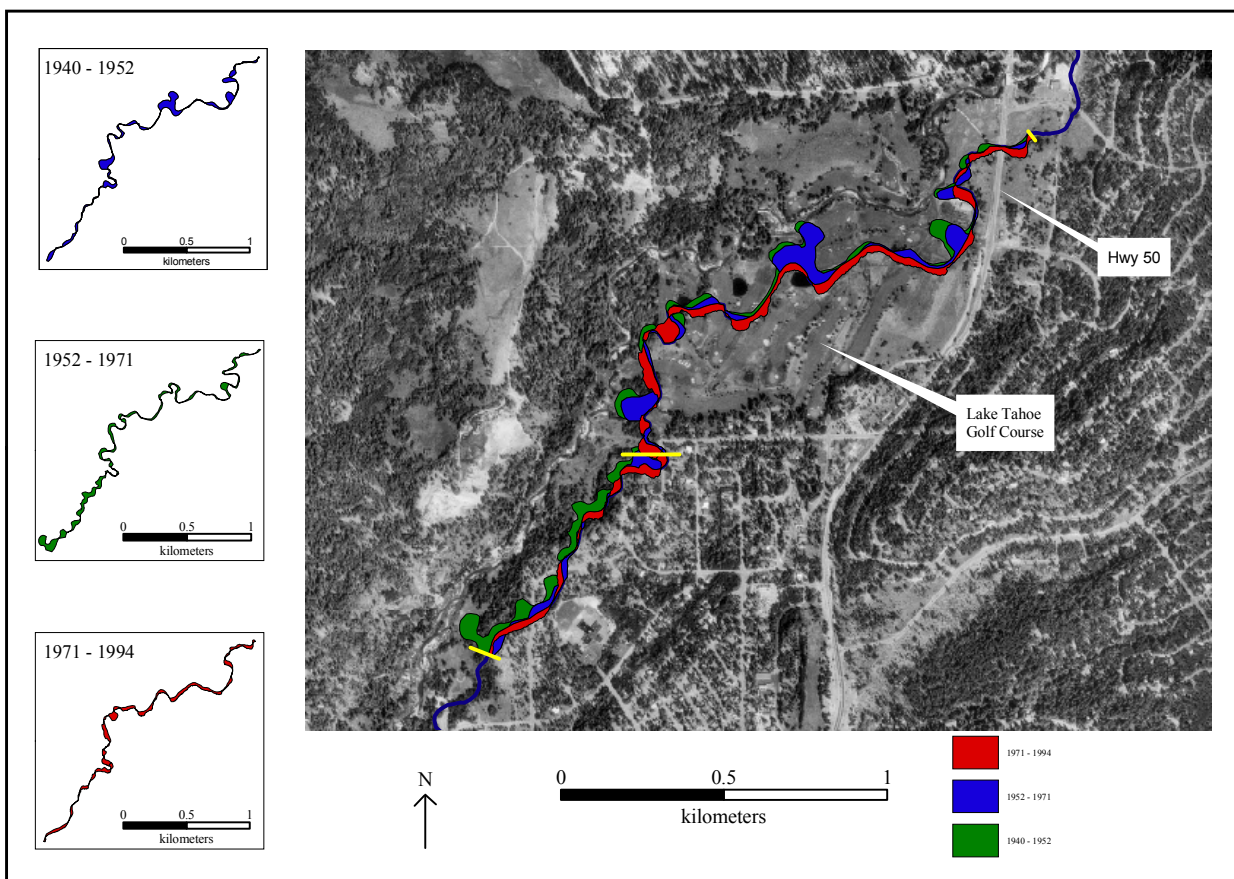 1940 - 1952
0 0.5 1
kilometers
1952 - 1971
0 0.5 1
kilometers
1971 - 1994
0 0.5 1
kilometers
Hwy 50
Lake Tahoe
Golf Course
N
0 0.5 1
kilometers
1971 - 1994
1952 - 1971
1940 - 1952